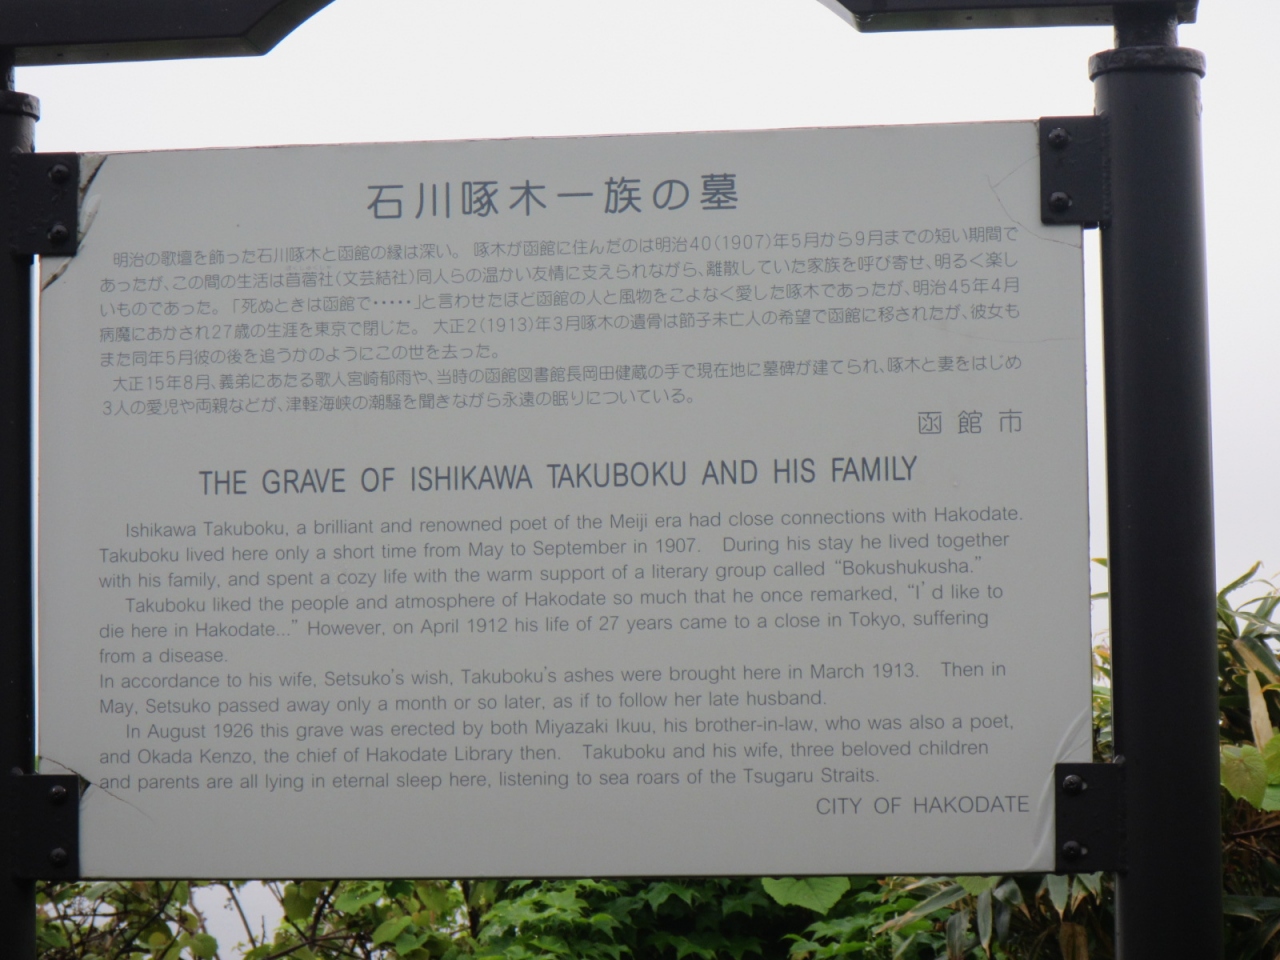 石川啄木一族の墓
明治の歌壇を飾った石川啄木と函館の縁は深い。 啄木が函館に住んだのは明治40(1907)年5月から9月までの短い期間で
あったが、この間の生活は苜蓿社(文芸結社)同人らの温かい友情に支えられながら、離散していた家族を呼び寄せ、明るく楽し
いものであった。「死ぬときは函館で・・・・・」と言わせたほど函館の人と風物をこよなく愛した啄木であったが、明治45年4月
病魔におかされ27歳の生涯を東京で閉じた。 大正2(1913)年3月啄木の遺骨は節子未亡人の希望で函館に移されたが、彼女も
また同年5月彼の後を追うかのようにこの世を去った。
大正15年8月、義弟にあたる歌人宮崎郁雨や、当時の函館図書館長岡田健蔵の手で現在地に墓碑が建てられ、啄木と妻をはじめ
3人の愛児や両親などが、津軽海峡の潮騒を聞きながら永遠の眠りについている。
函館市
THE GRAVE OF ISHIKAWA TAKUBOKU AND HIS FAMILY
Ishikawa Takuboku, a brilliant and renowned poet of the Meiji era had close connections with Hakodate.
Takuboku lived here only a short time from May to September in 1907. During his stay he lived together
with his family, and spent a cozy life with the warm support of a literary group called “Bokushukusha.”
Takuboku liked the people and atmosphere of Hakodate so much that he once remarked, “I'd like to
die here in Hakodate...” However, on April 1912 his life of 27 years came to a close in Tokyo, suffering
from a disease.
In accordance to his wife, Setsuko's wish, Takuboku's ashes were brought here in March 1913. Then in
May, Setsuko passed away only a month or so later, as if to follow her late husband.
In August 1926 this grave was erected by both Miyazaki Ikuu, his brother-in-law, who was also a poet,
and Okada Kenzo, the chief of Hakodate Library then. Takuboku and his wife, three beloved children
and parents are all lying in eternal sleep here, listening to sea roars of the Tsugaru Straits.
CITY OF HAKODATE